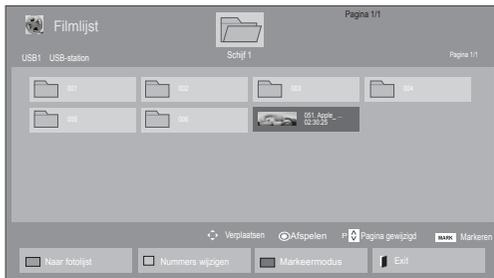 Filmlijst
Pagina 1/1
USB1 USB-station
Schijf 1
Pagina 1/1
001 002 003 004
005 006 051. Apple_ ...
02:30:25
Verplaatsen Afspelen P Pagina gewijzigd MARK Markeren
Naar fotolijst Nummers wijzigen Markeermodus Exit